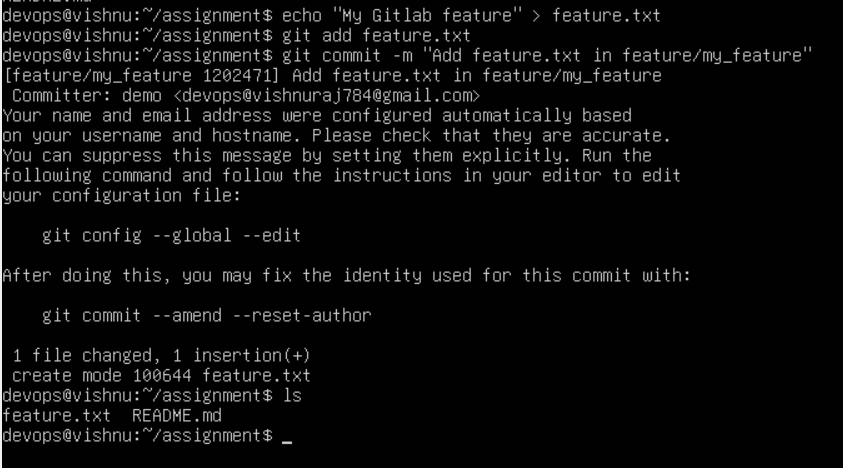 devops@vishnu:~/assignment$ echo "My Gitlab feature" > feature.txt
devops@vishnu:~/assignment$ git add feature.txt
devops@vishnu:~/assignment$ git commit -m "Add feature.txt in feature/my_feature"
[feature/my_feature 1202471] Add feature.txt in feature/my_feature
 Committer: demo <devops@vishnuraj784@gmail.com>
Your name and email address were configured automatically based
on your username and hostname. Please check that they are accurate.
You can suppress this message by setting them explicitly. Run the
following command and follow the instructions in your editor to edit
your configuration file:

    git config --global --edit

After doing this, you may fix the identity used for this commit with:

    git commit --amend --reset-author

 1 file changed, 1 insertion(+)
 create mode 100644 feature.txt
devops@vishnu:~/assignment$ ls
feature.txt  README.md
devops@vishnu:~/assignment$ _